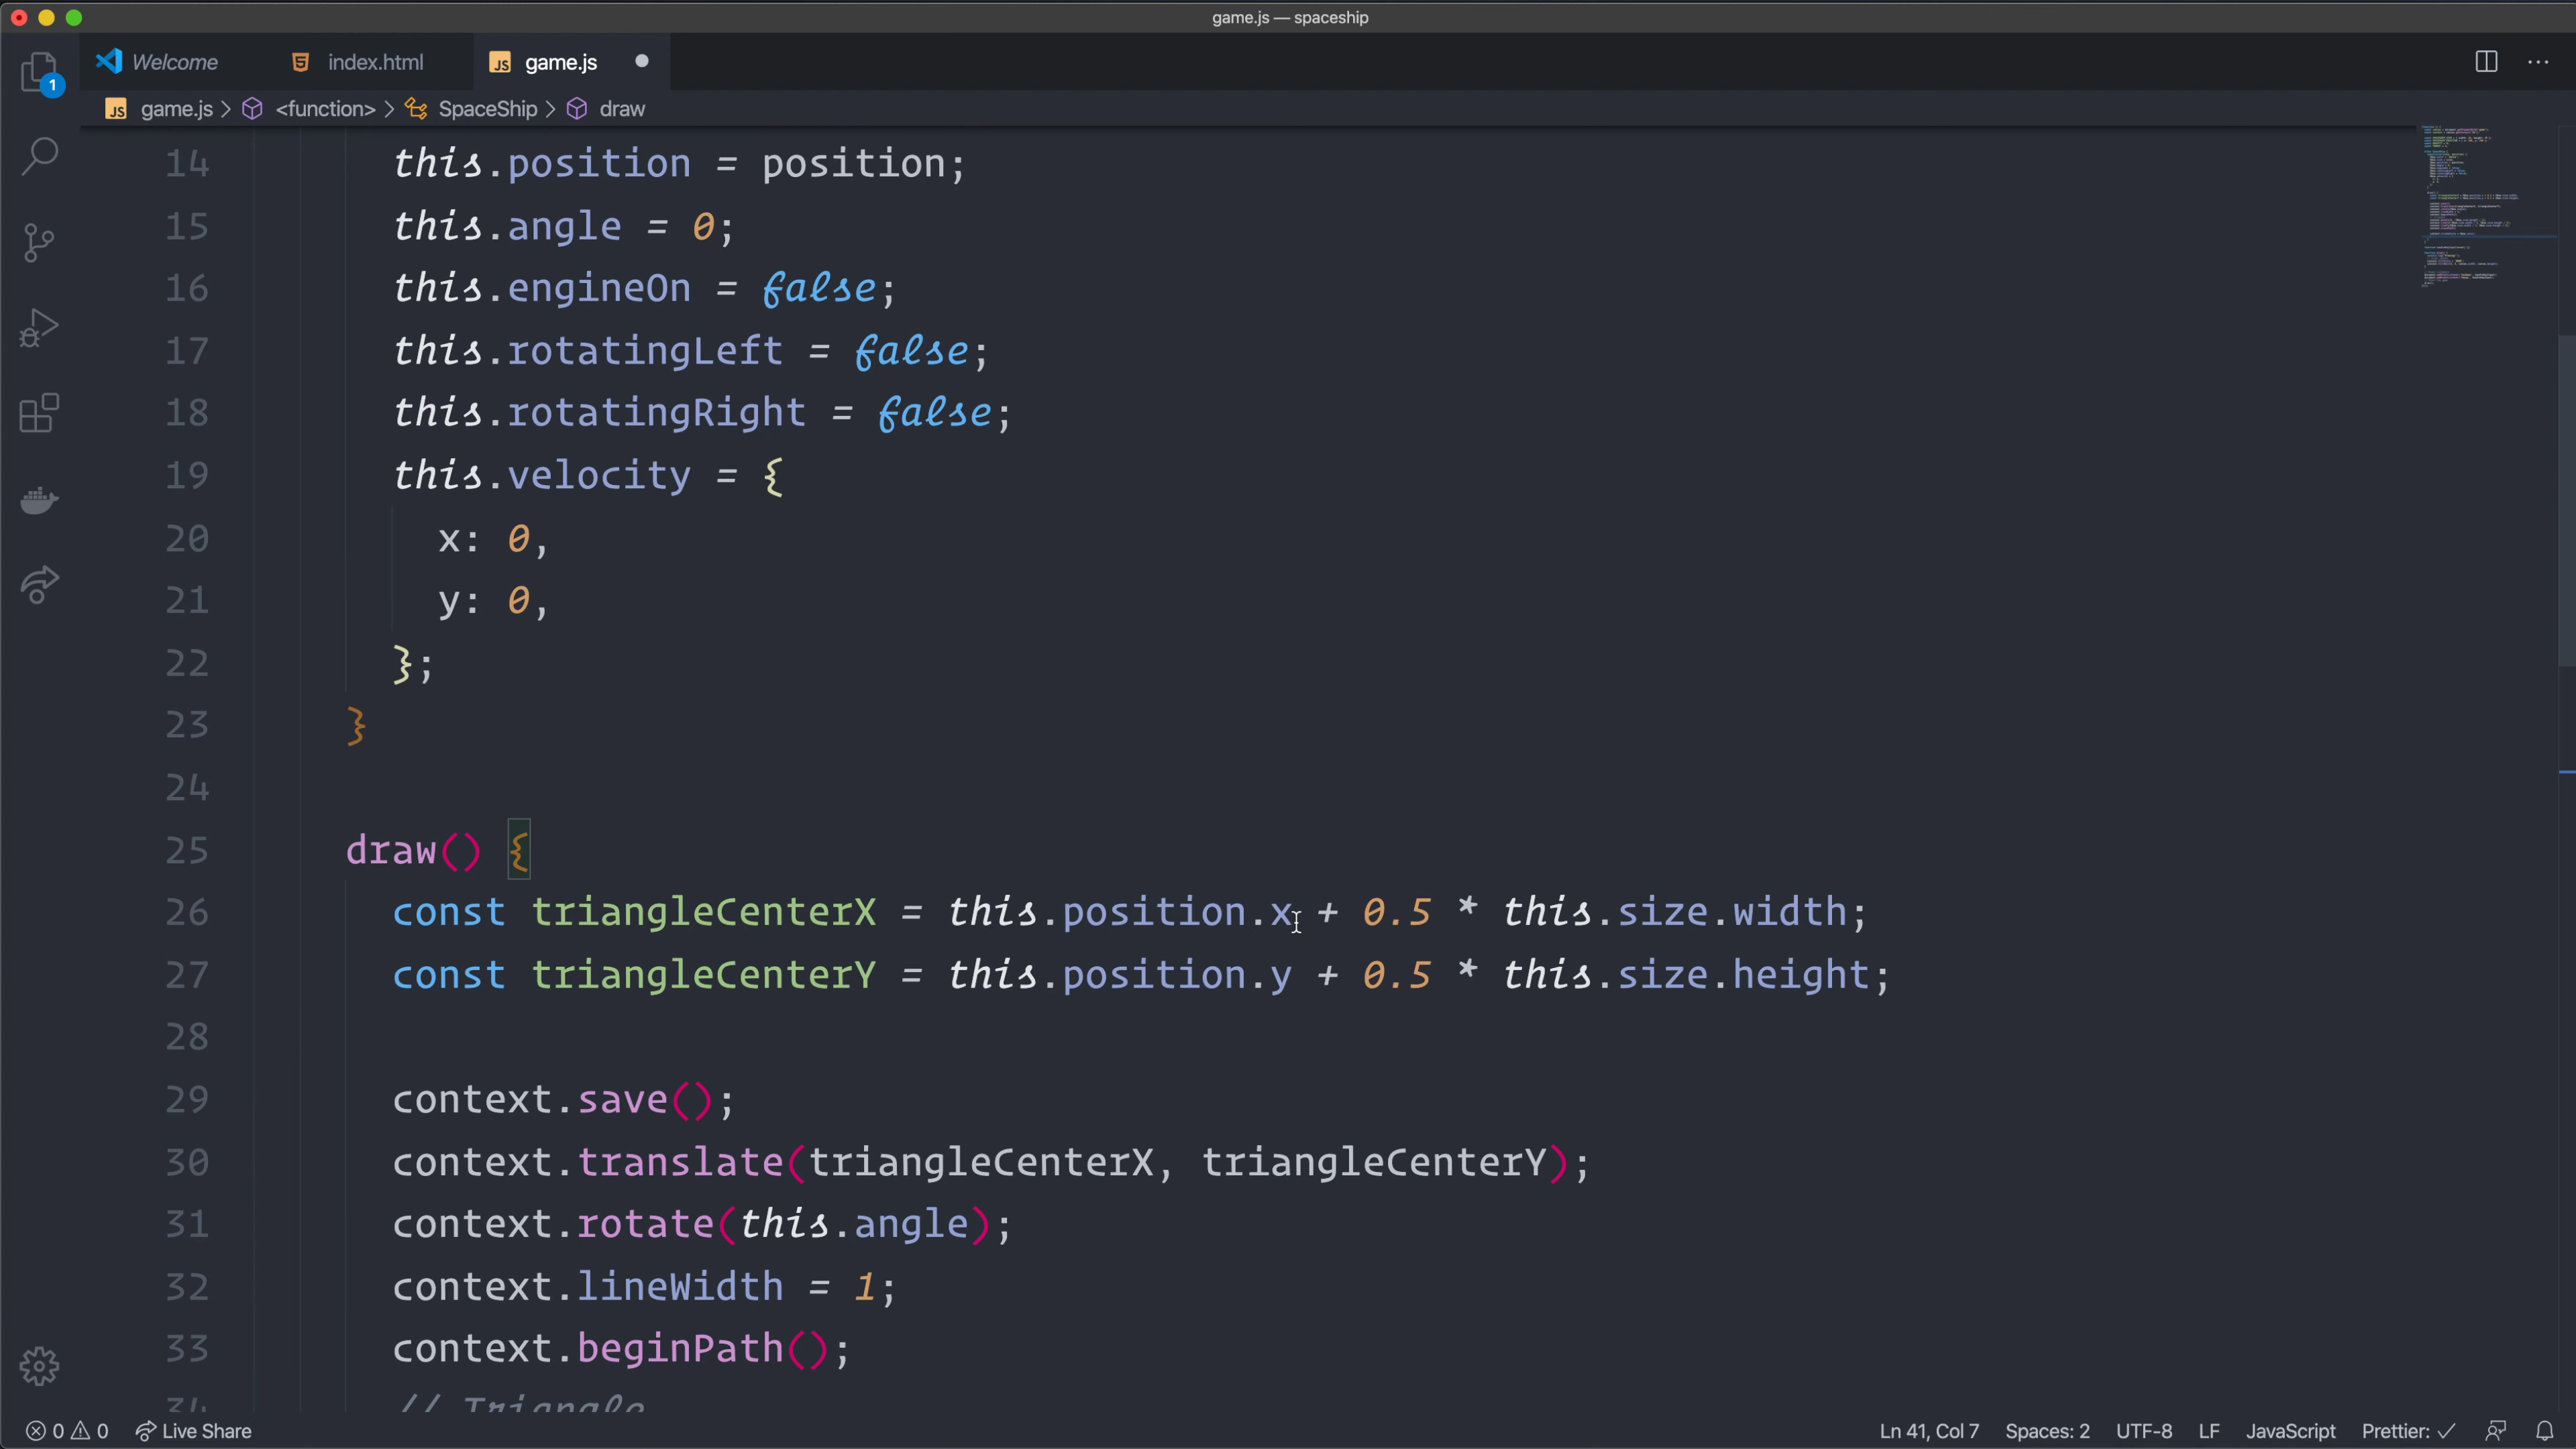 game.js — spaceship
Welcome index.html game.js
1
game.js > <function> > SpaceShip > draw
14 this.position = position;
15 this.angle = 0;
16 this.engineOn = false;
17 this.rotatingLeft = false;
18 this.rotatingRight = false;
19 this.velocity = {
20 x: 0,
21 y: 0,
22 };
23 }
24
25 draw() {
26 const triangleCenterX = this.position.x + 0.5 * this.size.width;
27 const triangleCenterY = this.position.y + 0.5 * this.size.height;
28
29 context.save();
30 context.translate(triangleCenterX, triangleCenterY);
31 context.rotate(this.angle);
32 context.lineWidth = 1;
33 context.beginPath();
34 // Triangle
0 0 Live Share Ln 41, Col 7 Spaces: 2 UTF-8 LF JavaScript Prettier: ✓